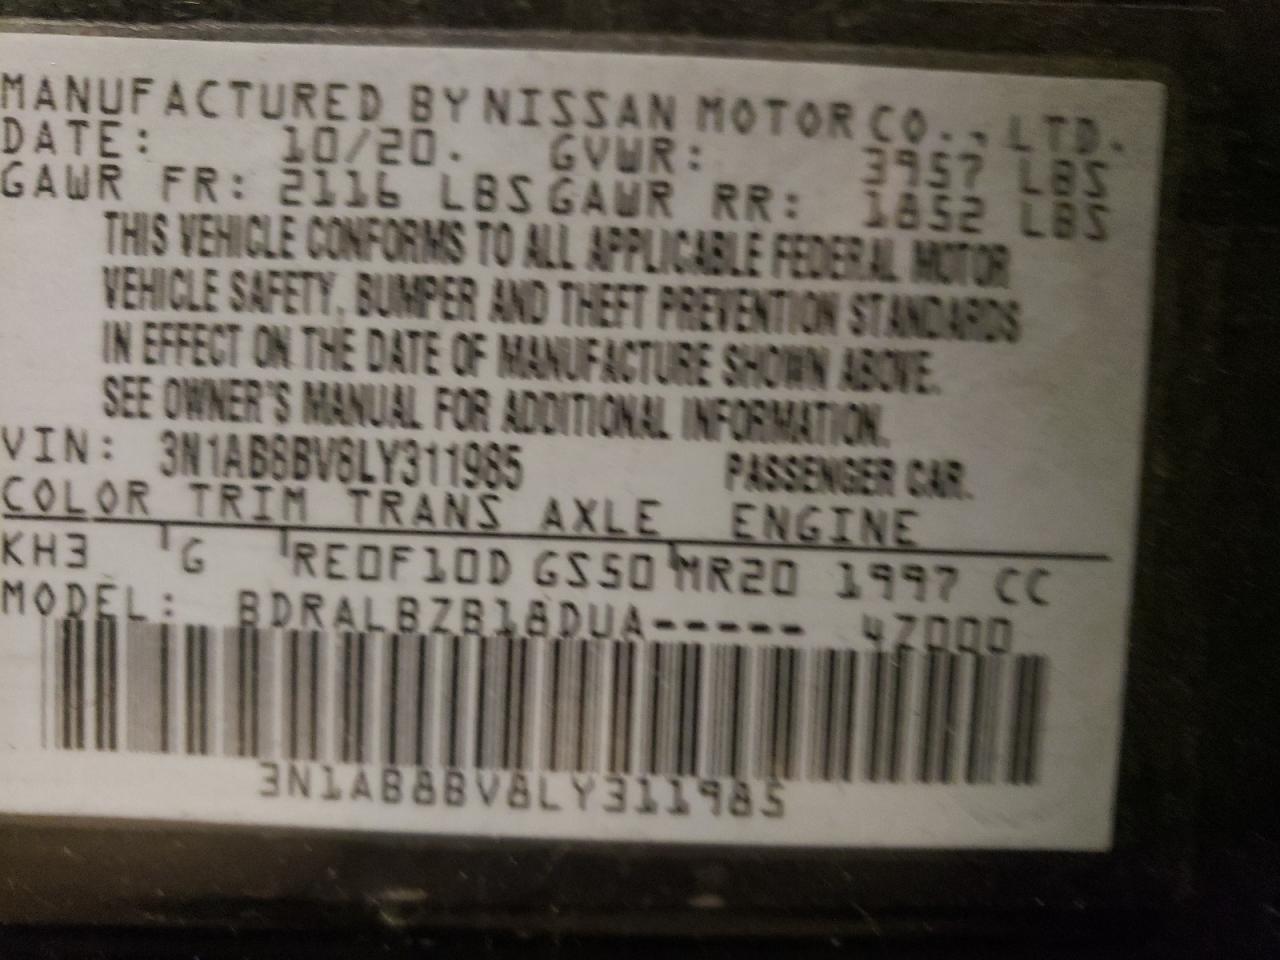 MANUFACTURED BY NISSAN MOTOR CO., LTD.
DATE: 10/20. GVWR: 3957 LBS
GAWR FR: 2116 LBS GAWR RR: 1852 LBS
THIS VEHICLE CONFORMS TO ALL APPLICABLE FEDERAL MOTOR
VEHICLE SAFETY, BUMPER AND THEFT PREVENTION STANDARDS
IN EFFECT ON THE DATE OF MANUFACTURE SHOWN ABOVE.
SEE OWNER'S MANUAL FOR ADDITIONAL INFORMATION.
VIN: 3N1AB8BV8LY311985 PASSENGER CAR.
COLOR TRIM TRANS AXLE ENGINE
KH3 G RE0F10D GS50 MR20 1997 CC
MODEL: BDRALBZB18DUA----- 4Z000
3N1AB8BV8LY311985